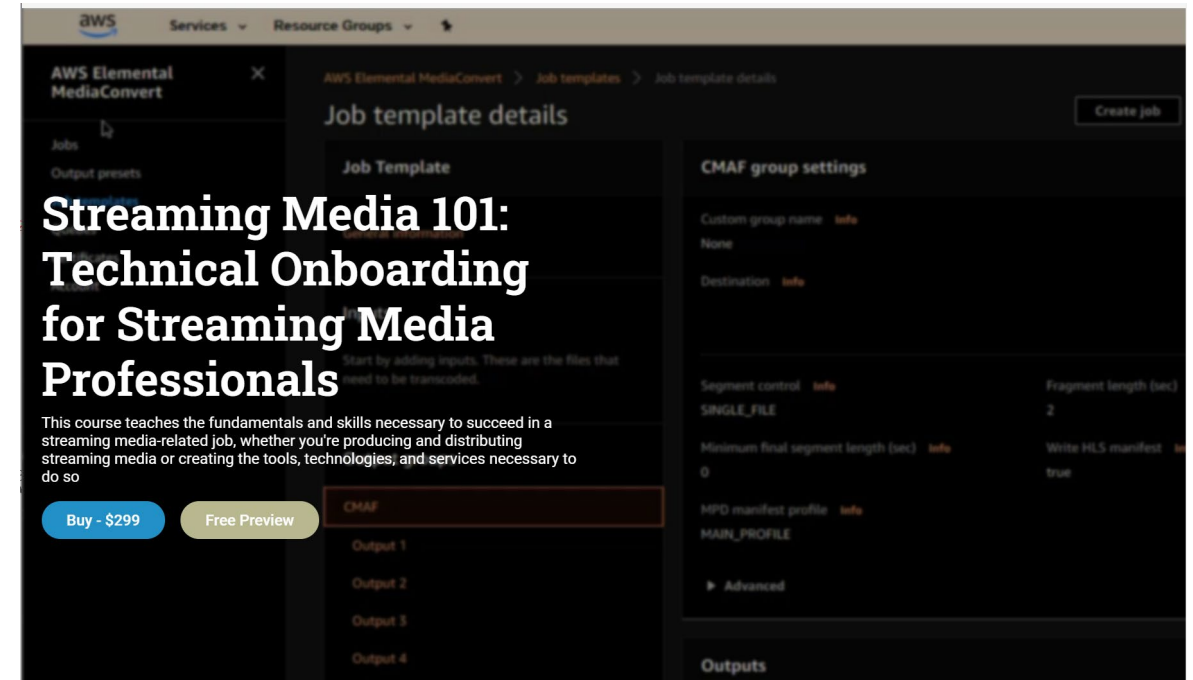 aws
Services
Resource Groups
AWS Elemental
MediaConvert
Jobs
Output presets
AWS Elemental MediaConvert > Job templates > Job template details
Job template details
Create job
Job Template
General information
Start by adding inputs. These are the files that
need to be transcoded.
CMAF
Output 1
Output 2
Output 3
Output 4
CMAF group settings
Custom group name Info
None
Destination Info
Segment control Info
SINGLE_FILE
Fragment length (sec)
2
Minimum final segment length (sec) Info
0
Write HLS manifest
true
MPD manifest profile Info
MAIN_PROFILE
Advanced
Outputs
Streaming Media 101:
Technical Onboarding
for Streaming Media
Professionals
This course teaches the fundamentals and skills necessary to succeed in a
streaming media-related job, whether you're producing and distributing
streaming media or creating the tools, technologies, and services necessary to
do so
Buy - $299
Free Preview